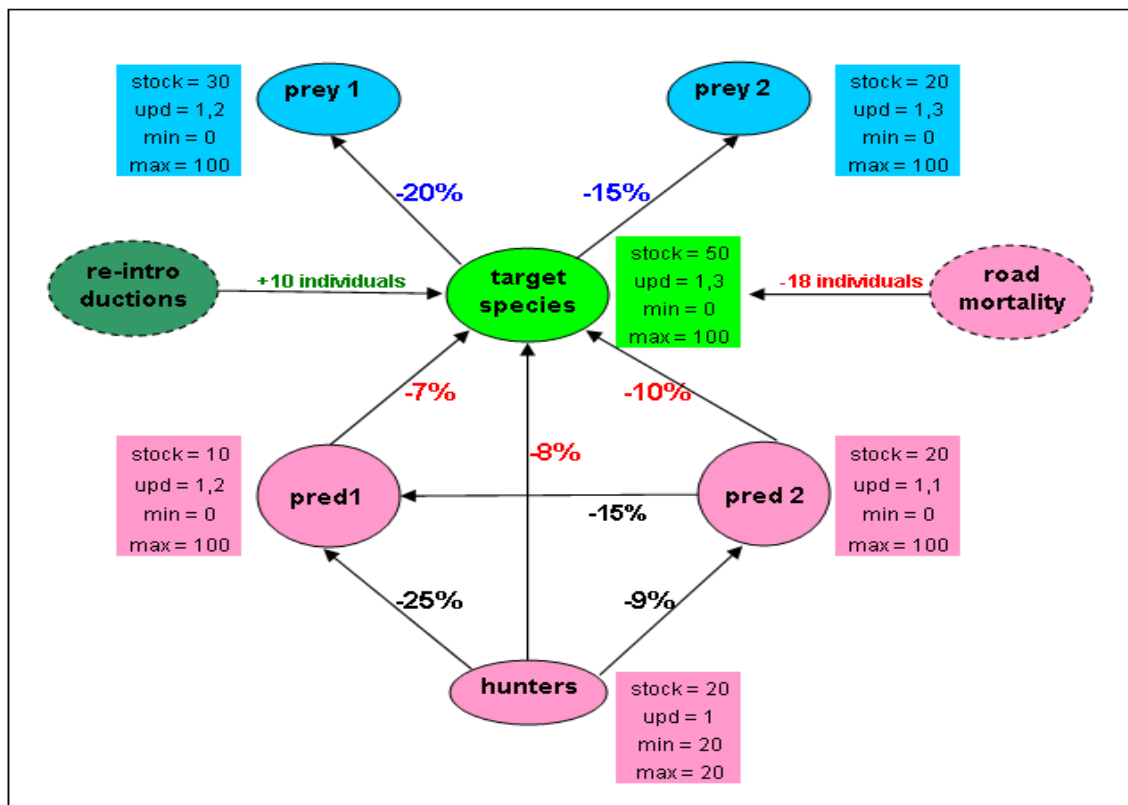 stock = 30
upd = 1,2
min = 0
max = 100
prey 1
prey 2
stock = 20
upd = 1,3
min = 0
max = 100
-20%
-15%
re-intro
ductions
+10 individuals
target
species
stock = 50
upd = 1,3
min = 0
max = 100
-18 individuals
road
mortality
-7%
-10%
-8%
stock = 10
upd = 1,2
min = 0
max = 100
pred1
-15%
pred 2
stock = 20
upd = 1,1
min = 0
max = 100
-25%
-9%
hunters
stock = 20
upd = 1
min = 20
max = 20